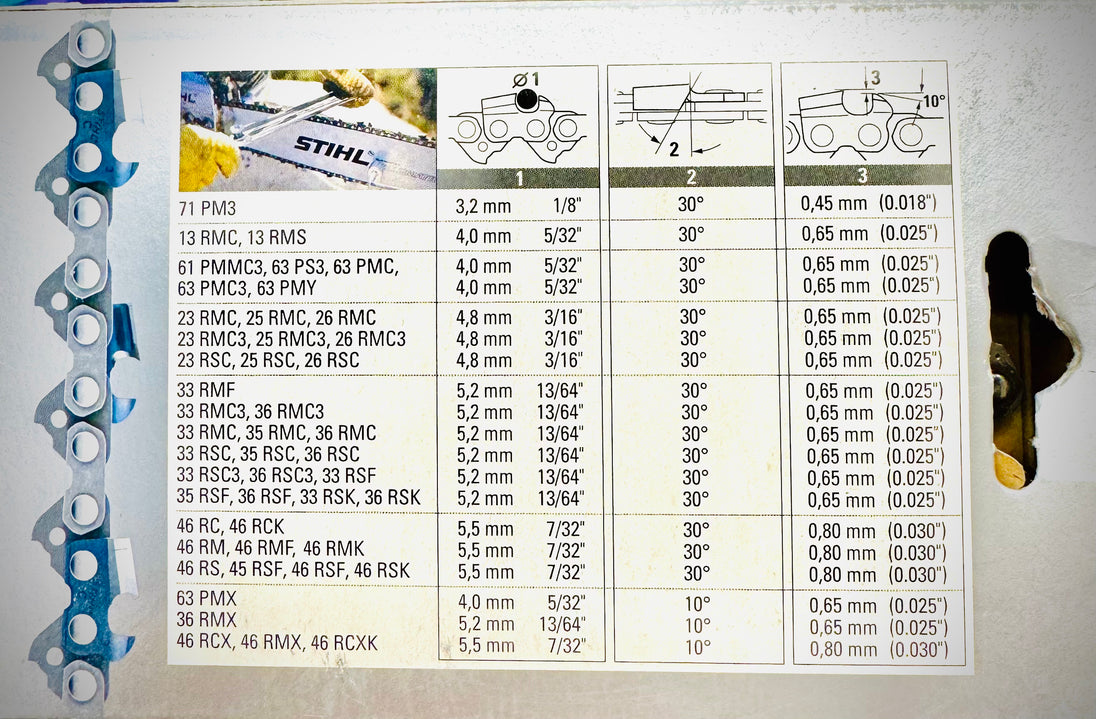 Ø 1
3
10°
2
STIHL
1 2 3
71 PM3 3,2 mm 1/8" 30° 0,45 mm (0.018")
13 RMC, 13 RMS 4,0 mm 5/32" 30° 0,65 mm (0.025")
61 PMMC3, 63 PS3, 63 PMC, 4,0 mm 5/32" 30° 0,65 mm (0.025")
63 PMC3, 63 PMY 4,0 mm 5/32" 30° 0,65 mm (0.025")
23 RMC, 25 RMC, 26 RMC 4,8 mm 3/16" 30° 0,65 mm (0.025")
23 RMC3, 25 RMC3, 26 RMC3 4,8 mm 3/16" 30° 0,65 mm (0.025")
23 RSC, 25 RSC, 26 RSC 4,8 mm 3/16" 30° 0,65 mm (0.025")
33 RMF 5,2 mm 13/64" 30° 0,65 mm (0.025")
33 RMC3, 36 RMC3 5,2 mm 13/64" 30° 0,65 mm (0.025")
33 RMC, 35 RMC, 36 RMC 5,2 mm 13/64" 30° 0,65 mm (0.025")
33 RSC, 35 RSC, 36 RSC 5,2 mm 13/64" 30° 0,65 mm (0.025")
33 RSC3, 36 RSC3, 33 RSF 5,2 mm 13/64" 30° 0,65 mm (0.025")
35 RSF, 36 RSF, 33 RSK, 36 RSK 5,2 mm 13/64" 30° 0,65 mm (0.025")
46 RC, 46 RCK 5,5 mm 7/32" 30° 0,80 mm (0.030")
46 RM, 46 RMF, 46 RMK 5,5 mm 7/32" 30° 0,80 mm (0.030")
46 RS, 45 RSF, 46 RSF, 46 RSK 5,5 mm 7/32" 30° 0,80 mm (0.030")
63 PMX 4,0 mm 5/32" 10° 0,65 mm (0.025")
36 RMX 5,2 mm 13/64" 10° 0,65 mm (0.025")
46 RCX, 46 RMX, 46 RCXK 5,5 mm 7/32" 10° 0,80 mm (0.030")